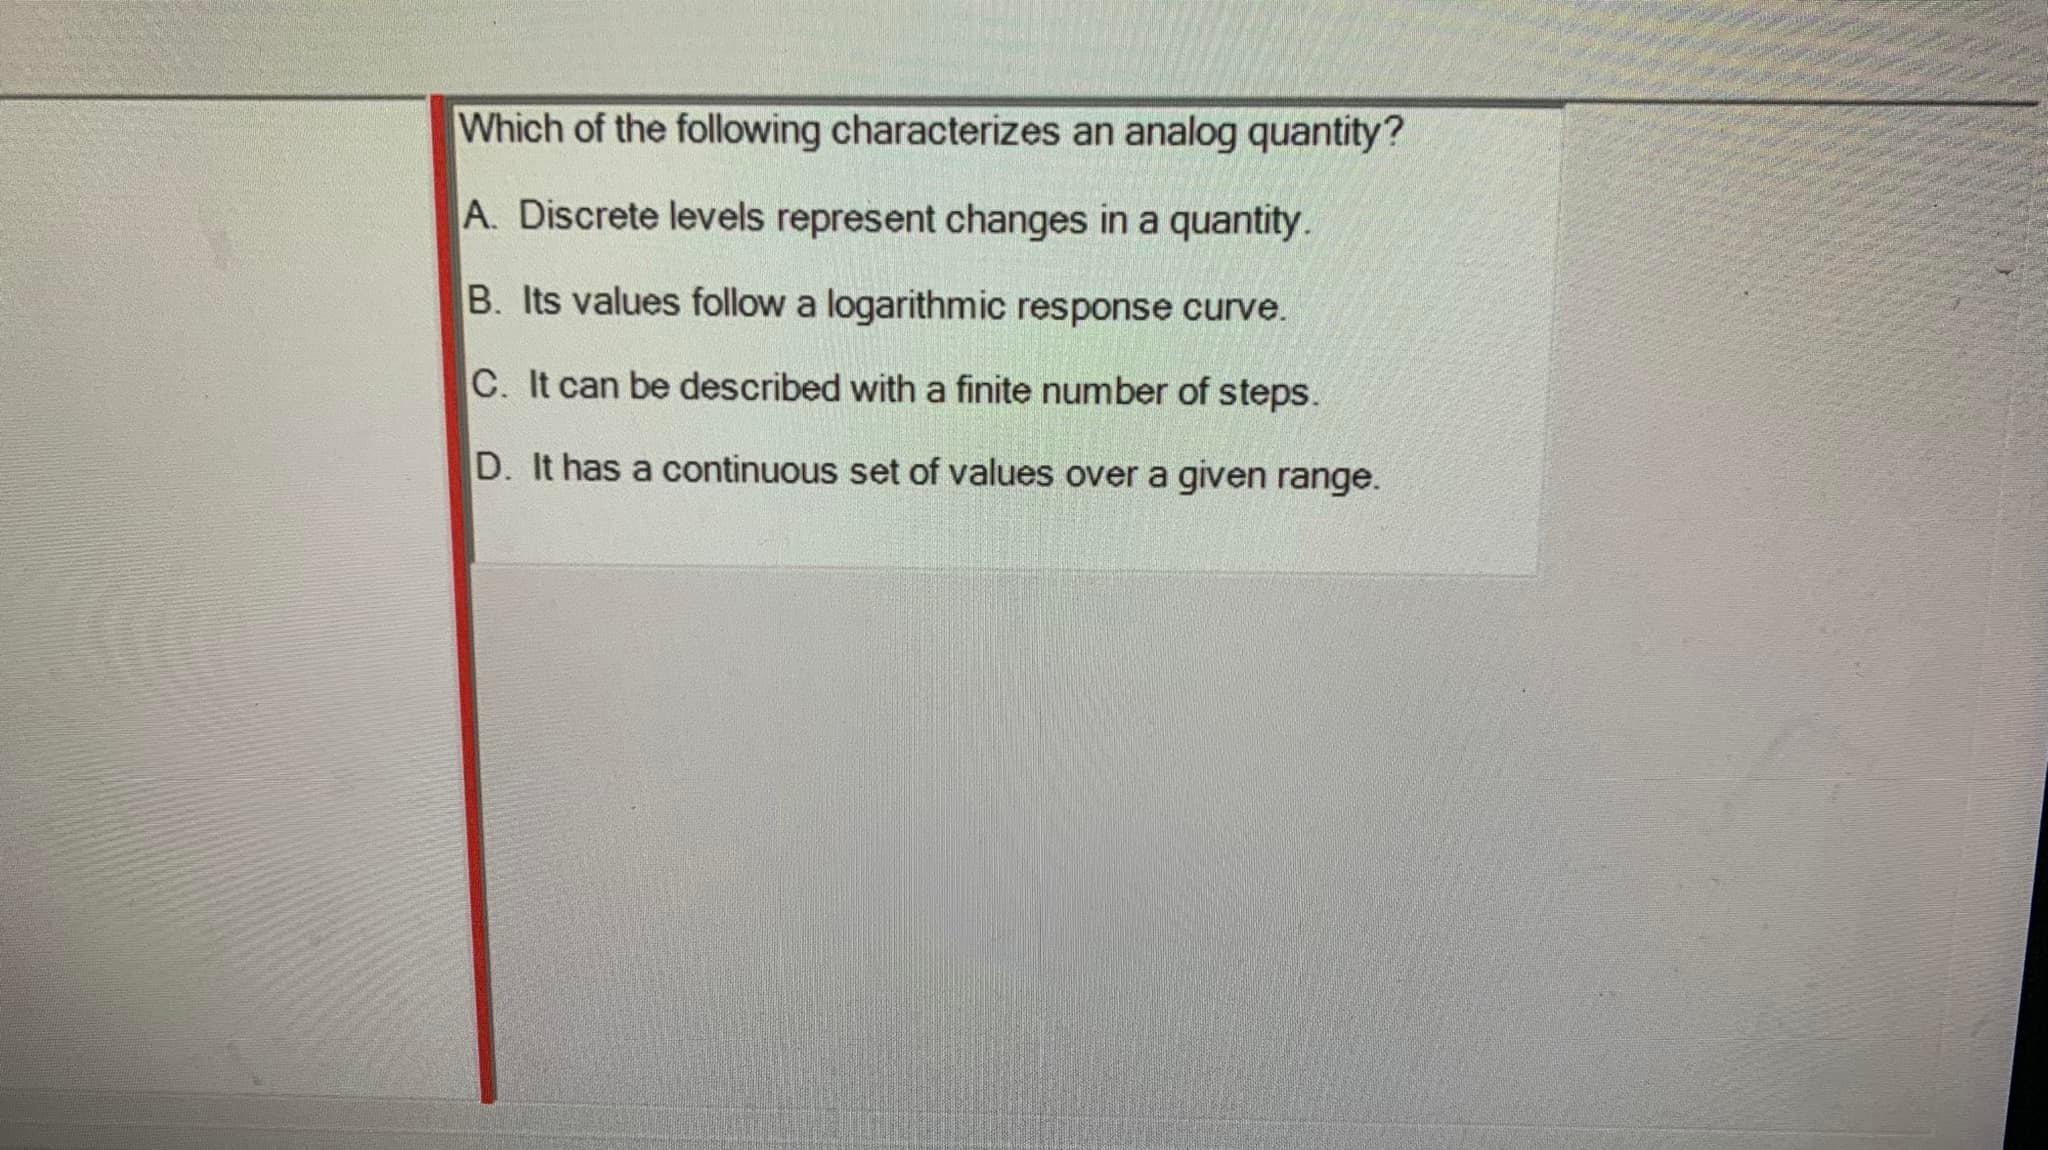 Which of the following characterizes an analog quantity?
A. Discrete levels represent changes in a quantity.
B. Its values follow a logarithmic response curve.
C. It can be described with a finite number of steps.
D. It has a continuous set of values over a given range.